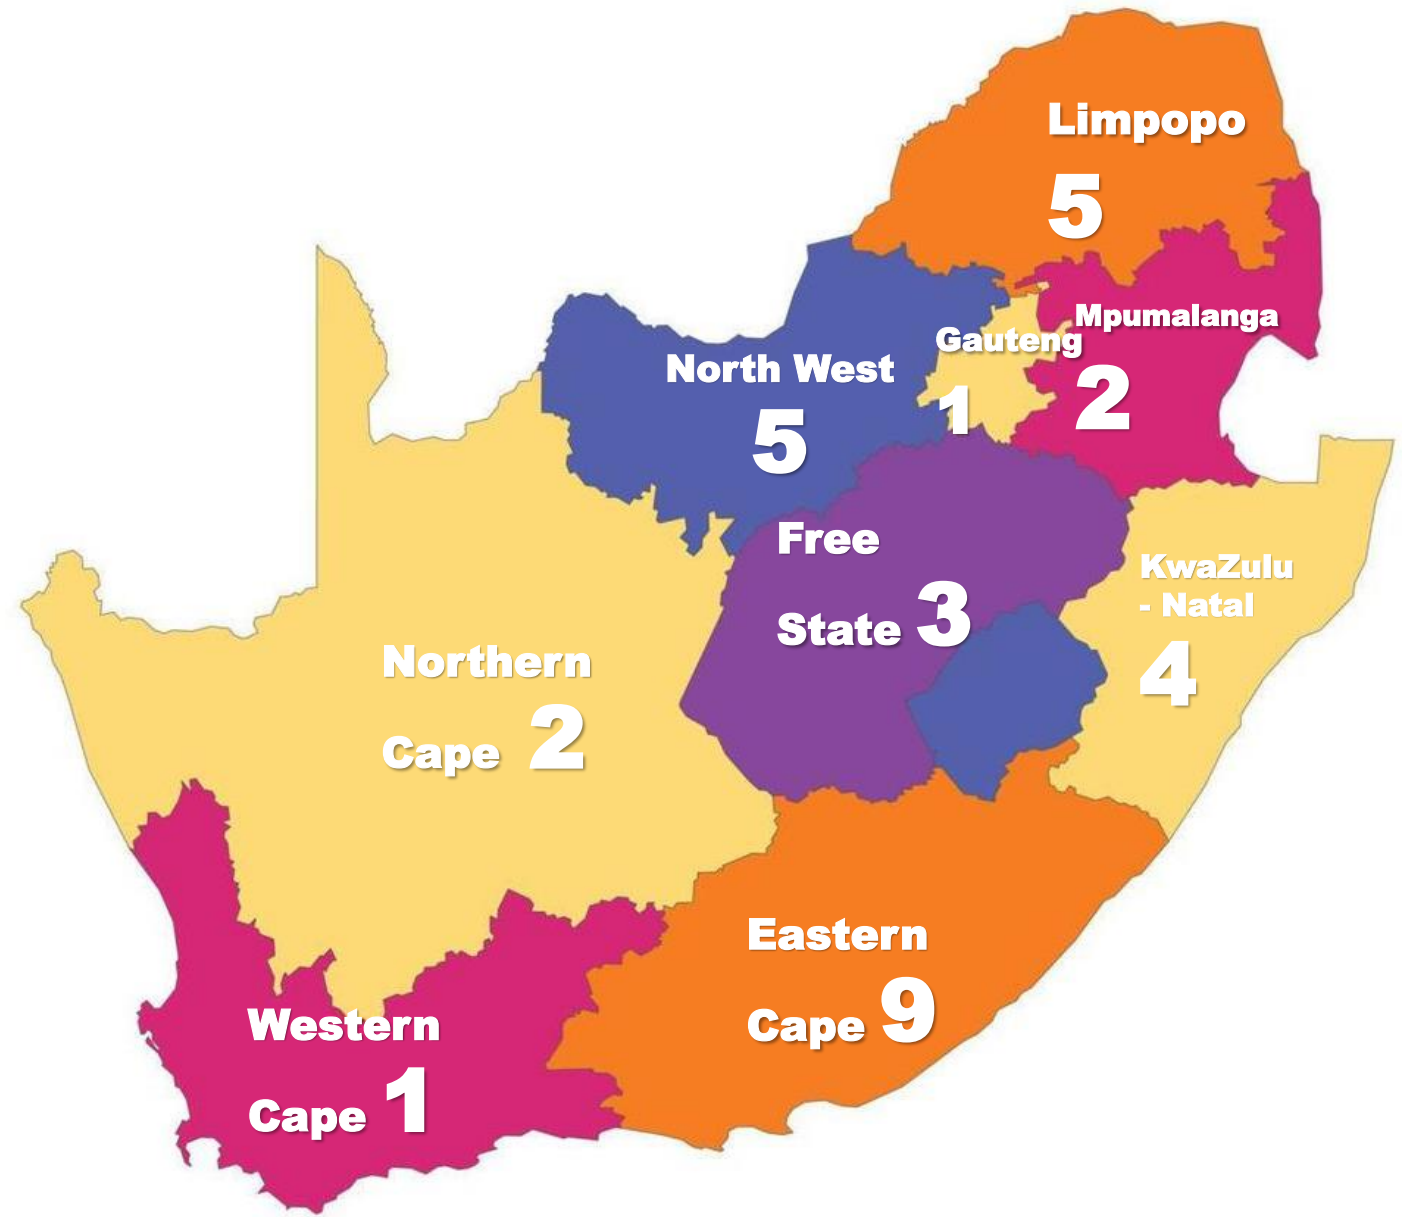 Limpopo
5
Mpumalanga
2
Gauteng
1
North West
5
Free
State 3
KwaZulu
- Natal
4
Northern
Cape 2
Eastern
Cape 9
Western
Cape 1